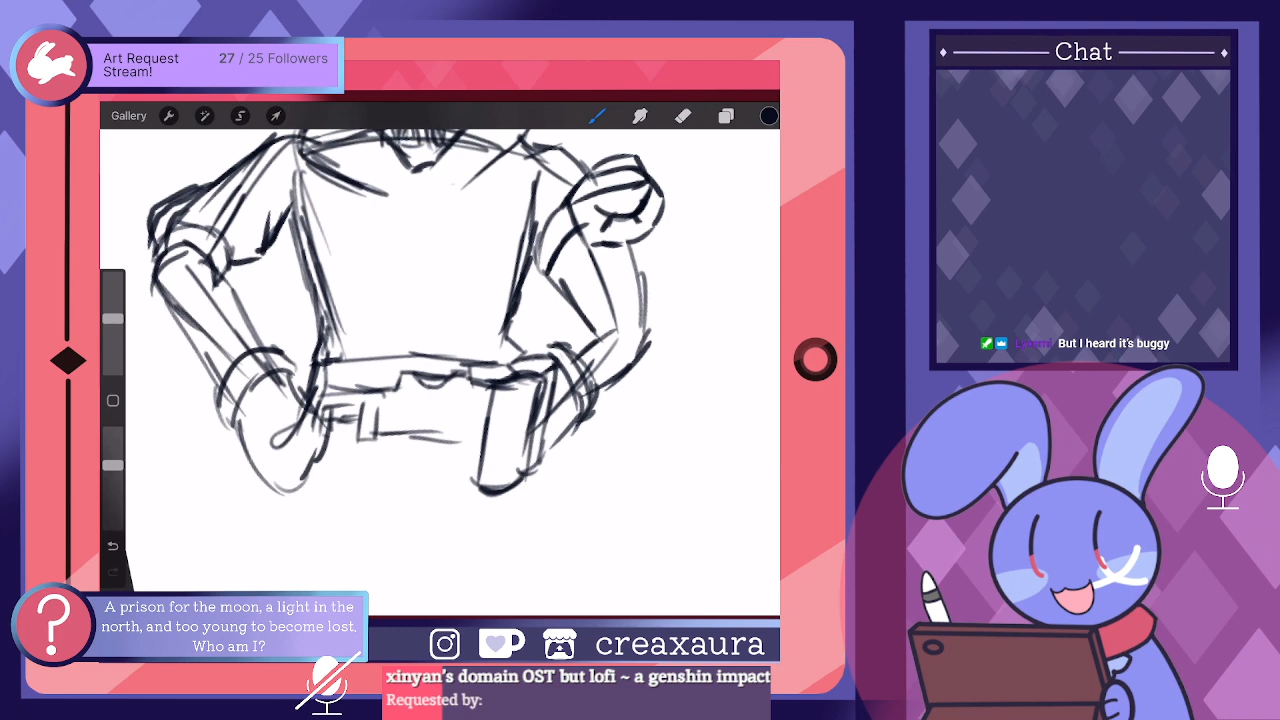 Art Request
Stream!
27 / 25 Followers
Gallery
Chat
But I heard it's buggy
A prison for the moon, a light in the
north, and too young to become lost.
Who am I?
creaxaura
xinyan's domain OST but lofi ~ a genshin impact
Requested by: